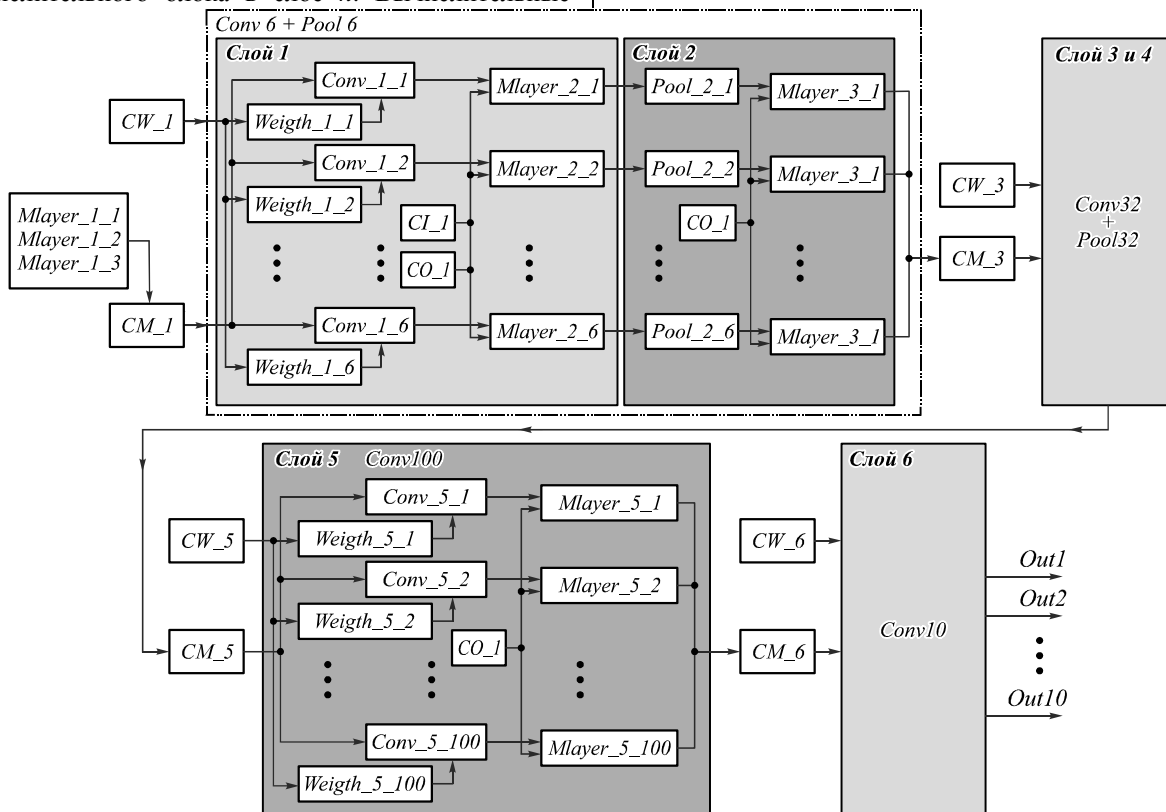 Conv 6 + Pool 6
Слой 1
Conv_1_1
Mlayer_2_1
Weigth_1_1
Conv_1_2
Mlayer_2_2
Weigth_1_2
CI_1
CO_1
Conv_1_6
Mlayer_2_6
Weigth_1_6
Слой 2
Pool_2_1
Mlayer_3_1
Pool_2_2
Mlayer_3_1
CO_1
Pool_2_6
Mlayer_3_1
CW_1
Mlayer_1_1
Mlayer_1_2
Mlayer_1_3
CM_1
CW_3
CM_3
Слой 3 и 4
Conv32
+
Pool32
Слой 5 Conv100
Conv_5_1
Mlayer_5_1
Weigth_5_1
Conv_5_2
Mlayer_5_2
Weigth_5_2
CO_1
Conv_5_100
Mlayer_5_100
Weigth_5_100
CW_5
CM_5
CW_6
CM_6
Слой 6
Conv10
Out1
Out2
Out10